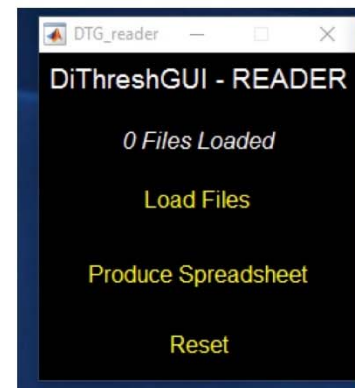 DTG_reader
DiThreshGUI - READER
0 Files Loaded
Load Files
Produce Spreadsheet
Reset